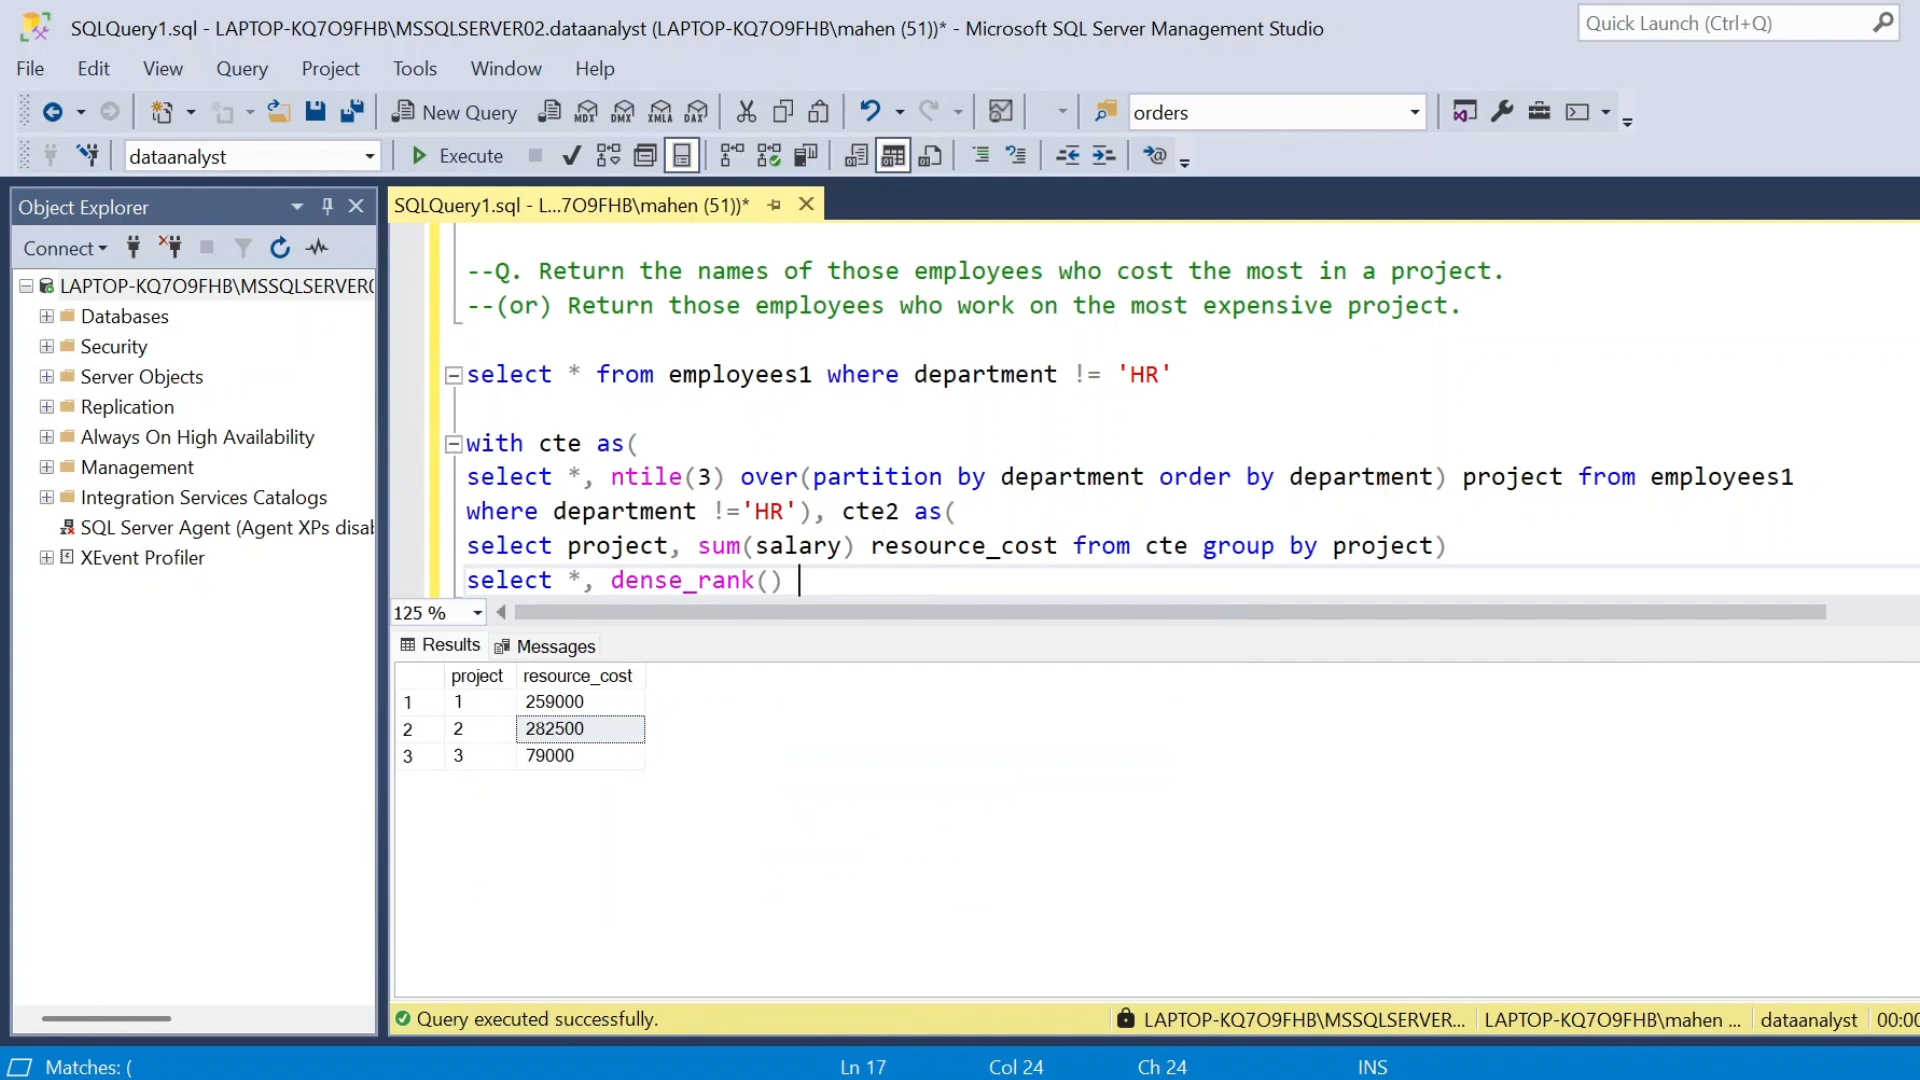 SQLQuery1.sql - LAPTOP-KQ7O9FHB\MSSQLSERVER02.dataanalyst (LAPTOP-KQ7O9FHB\mahen (51))* - Microsoft SQL Server Management Studio
Quick Launch (Ctrl+Q)
File Edit View Query Project Tools Window Help
New Query MDX DMX XMLA DAX orders
dataanalyst Execute
Object Explorer
Connect
LAPTOP-KQ7O9FHB\MSSQLSERVER0
Databases
Security
Server Objects
Replication
Always On High Availability
Management
Integration Services Catalogs
SQL Server Agent (Agent XPs disab
XEvent Profiler
SQLQuery1.sql - L...7O9FHB\mahen (51))*
--Q. Return the names of those employees who cost the most in a project.
--(or) Return those employees who work on the most expensive project.
select * from employees1 where department != 'HR'
with cte as(
select *, ntile(3) over(partition by department order by department) project from employees1
where department !='HR'), cte2 as(
select project, sum(salary) resource_cost from cte group by project)
select *, dense_rank()
125 %
Results Messages
project resource_cost
1 1 259000
2 2 282500
3 3 79000
Query executed successfully.
LAPTOP-KQ7O9FHB\MSSQLSERVER... LAPTOP-KQ7O9FHB\mahen ... dataanalyst 00:00
Matches: ( Ln 17 Col 24 Ch 24 INS